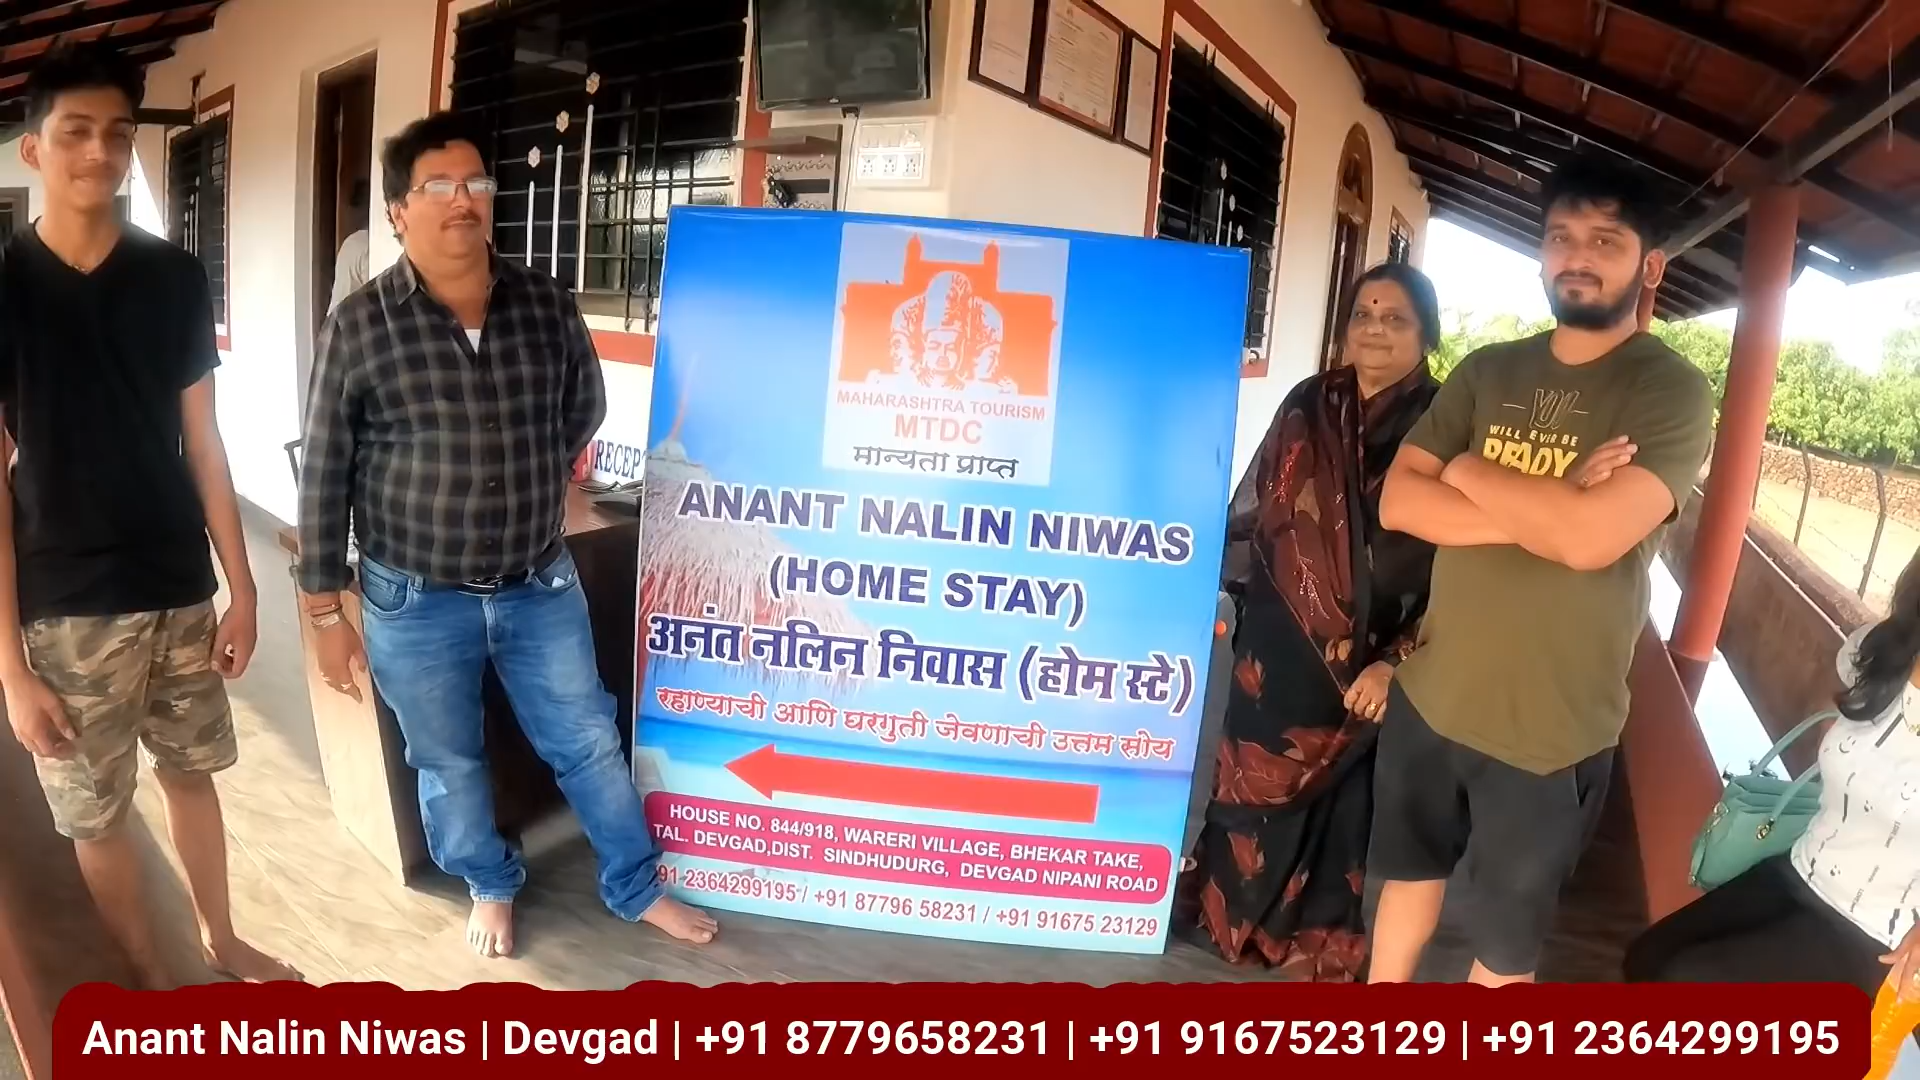 MAHARASHTRA TOURISM
MTDC
मान्यता प्राप्त
ANANT NALIN NIWAS
(HOME STAY)
अनंत नलिन निवास (होम स्टे)
रहाण्याची आणि घरगुती जेवणाची उत्तम सोय
HOUSE NO. 844/918, WARERI VILLAGE, BHEKAR TAKE,
TAL. DEVGAD,DIST. SINDHUDURG, DEVGAD NIPANI ROAD
91 2364299195 / +91 87796 58231 / +91 91675 23129
RECEP
YOU
WILL EVER BE
READY
Anant Nalin Niwas | Devgad | +91 8779658231 | +91 9167523129 | +91 2364299195